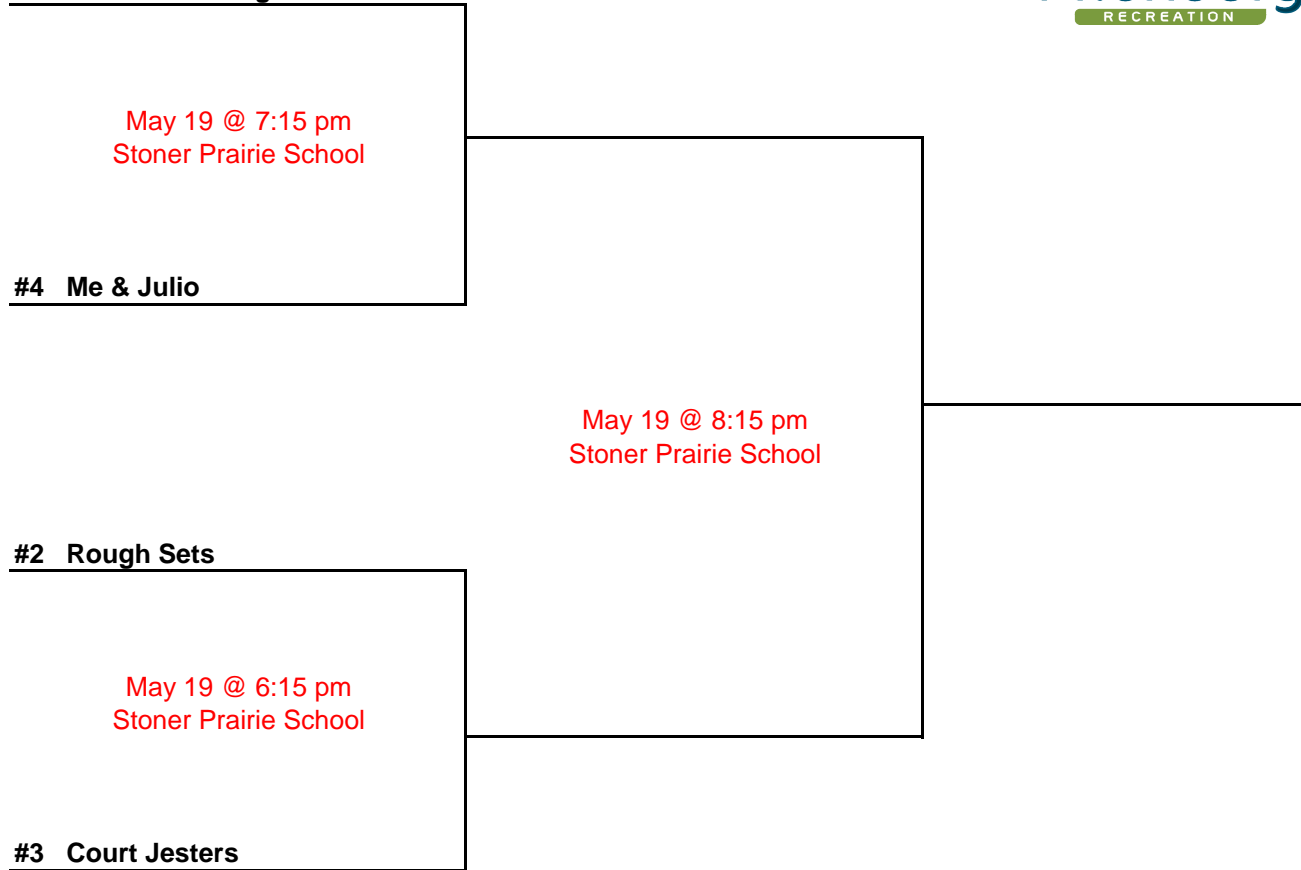 RECREATION
May 19 @ 7:15 pm
Stoner Prairie School
#4 Me & Julio
May 19 @ 8:15 pm
Stoner Prairie School
#2 Rough Sets
May 19 @ 6:15 pm
Stoner Prairie School
#3 Court Jesters